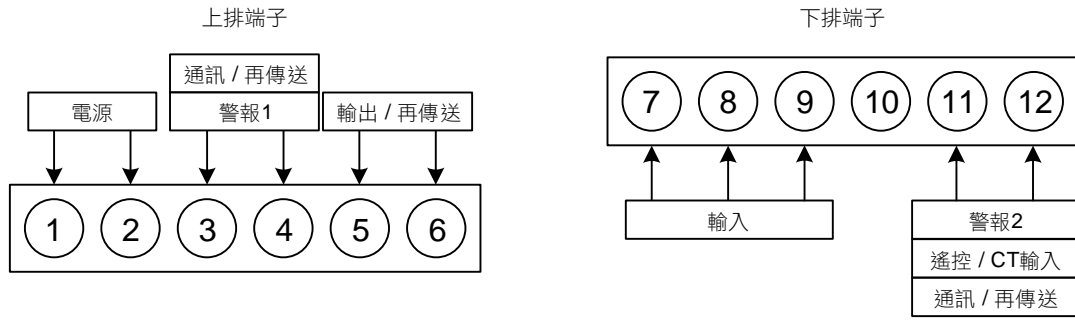 上排端子
通訊 / 再傳送
電源
警報1
輸出 / 再傳送
1 2 3 4 5 6
下排端子
7 8 9 10 11 12
輸入
警報2
遙控 / CT輸入
通訊 / 再傳送